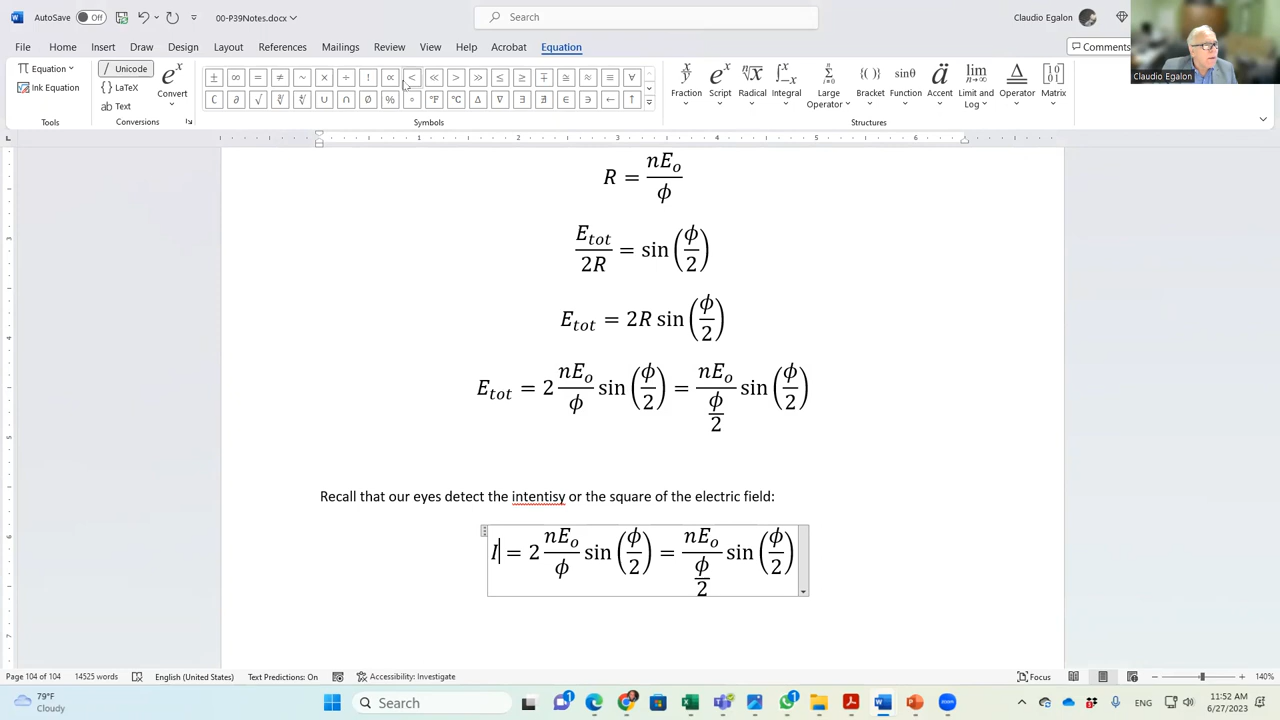 AutoSave Off 00-P39Notes.docx Search Claudio Egalon
File Home Insert Draw Design Layout References Mailings Review View Help Acrobat Equation Comments
Claudio Egalon
Equation Unicode
Ink Equation LaTeX
Text
Convert
± ∞ = ≠ ~ × ÷ ! ∝ < ≪ > ≫ ≤ ≥ ∓ ≅ ≈ ≡ ∀
∁ ∂ √ ∛ ∜ ∪ ∩ ∅ % ° °F °C ∆ ∇ ∃ ∄ ∈ ∋ ← ↑
Fraction Script Radical Integral Large Operator Bracket Function Accent Limit and Log Operator Matrix
Tools Conversions Symbols Structures
1 2 3 4 5 6
R = nE_o/ϕ
E_tot/2R = sin(ϕ/2)
E_tot = 2R sin(ϕ/2)
E_tot = 2 nE_o/ϕ sin(ϕ/2) = nE_o/(ϕ/2) sin(ϕ/2)
Recall that our eyes detect the intentisy or the square of the electric field:
I = 2 nE_o/ϕ sin(ϕ/2) = nE_o/(ϕ/2) sin(ϕ/2)
Page 104 of 104 14525 words English (United States) Text Predictions: On Accessibility: Investigate Focus 140%
79°F
Cloudy
Search
ENG
11:52 AM
6/27/2023